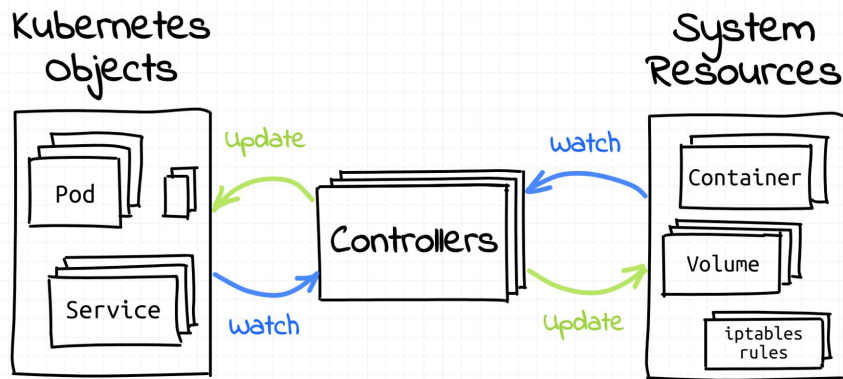 Kubernetes
Objects
System
Resources
Update
Watch
Pod
Container
Controllers
Volume
Service
Watch
Update
iptables
rules